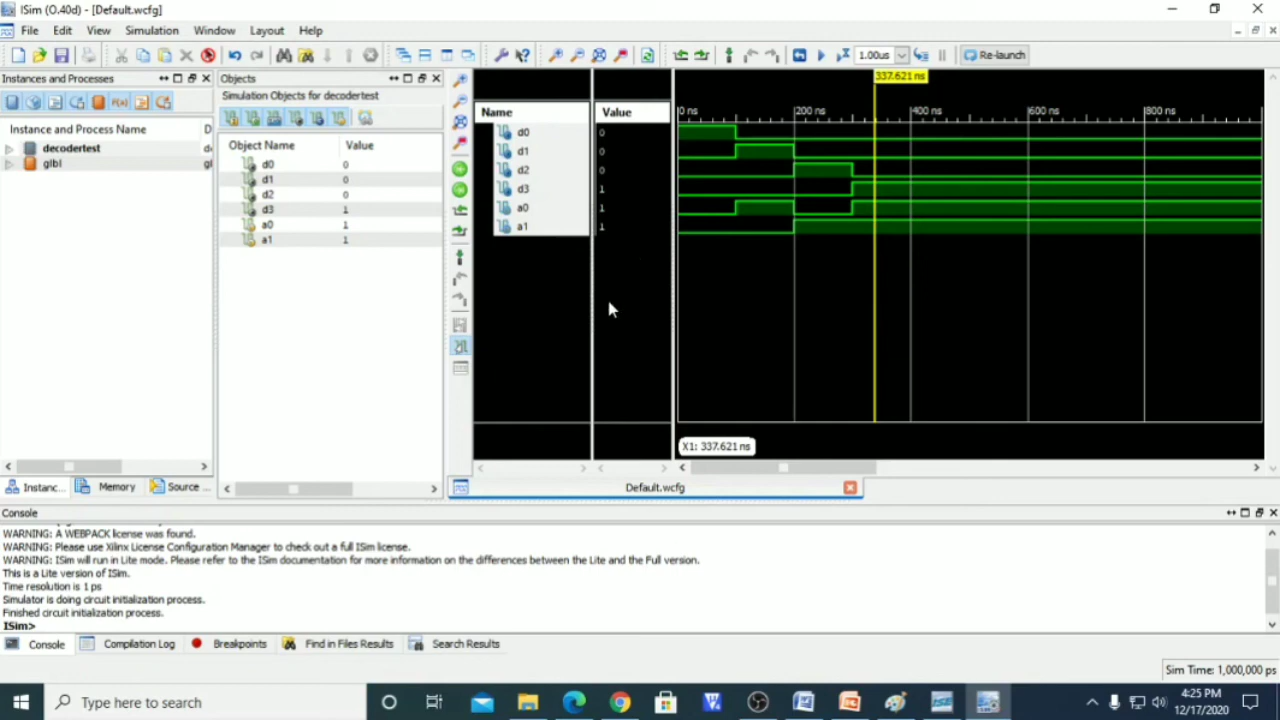 ISim (O.40d) - [Default.wcfg]
File Edit View Simulation Window Layout Help
1.00us Re-launch
Instances and Processes
Instance and Process Name D
decodertest de
glbl gl
Instanc... Memory Source ...
Objects
Simulation Objects for decodertest
Object Name Value
d0 0
d1 0
d2 0
d3 1
a0 1
a1 1
Name Value
d0 0
d1 0
d2 0
d3 1
a0 1
a1 1
337.621 ns
0 ns 200 ns 400 ns 600 ns 800 ns
X1: 337.621 ns
Default.wcfg
Console
WARNING: A WEBPACK license was found.
WARNING: Please use Xilinx License Configuration Manager to check out a full ISim license.
WARNING: ISim will run in Lite mode. Please refer to the ISim documentation for more information on the differences between the Lite and the Full version.
This is a Lite version of ISim.
Time resolution is 1 ps
Simulator is doing circuit initialization process.
Finished circuit initialization process.
ISim>
Console Compilation Log Breakpoints Find in Files Results Search Results
Sim Time: 1,000,000 ps
Type here to search
4:25 PM
12/17/2020